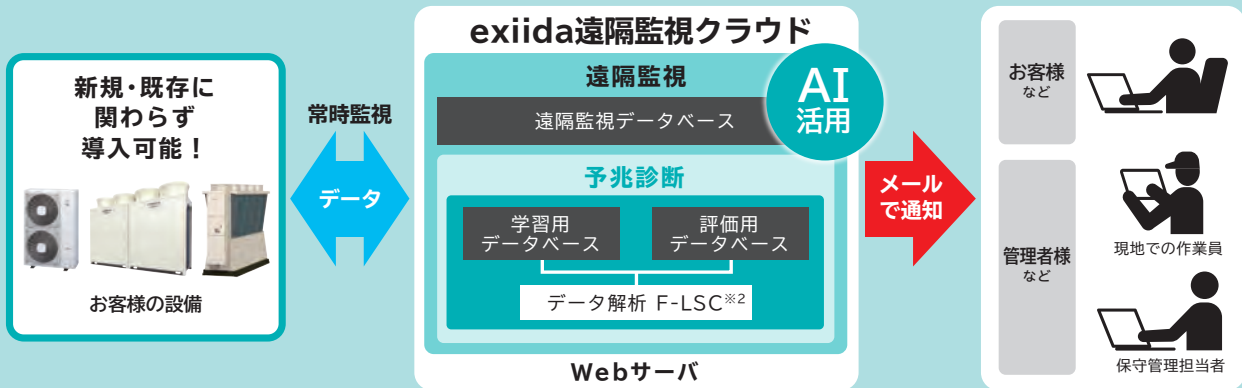 新規・既存に
関わらず
導入可能！
お客様の設備
常時監視
データ
exiida遠隔監視クラウド
遠隔監視
AI
活用
遠隔監視データベース
予兆診断
学習用
データベース
評価用
データベース
データ解析 F-LSC※2
Webサーバ
メール
で通知
お客様
など
管理者様
など
現地での作業員
保守管理担当者